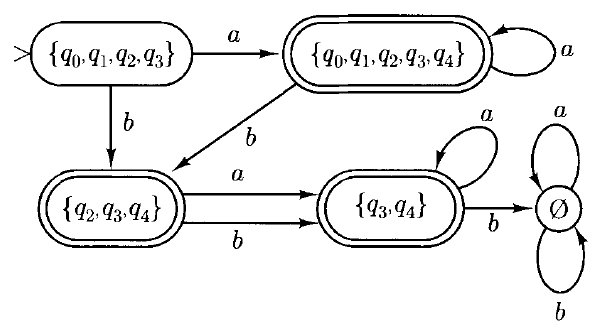 a
> {q₀,q₁,q₂,q₃} {q₀,q₁,q₂,q₃,q₄} a
b b a a
a
{q₂,q₃,q₄} {q₃,q₄} b ∅
b
b